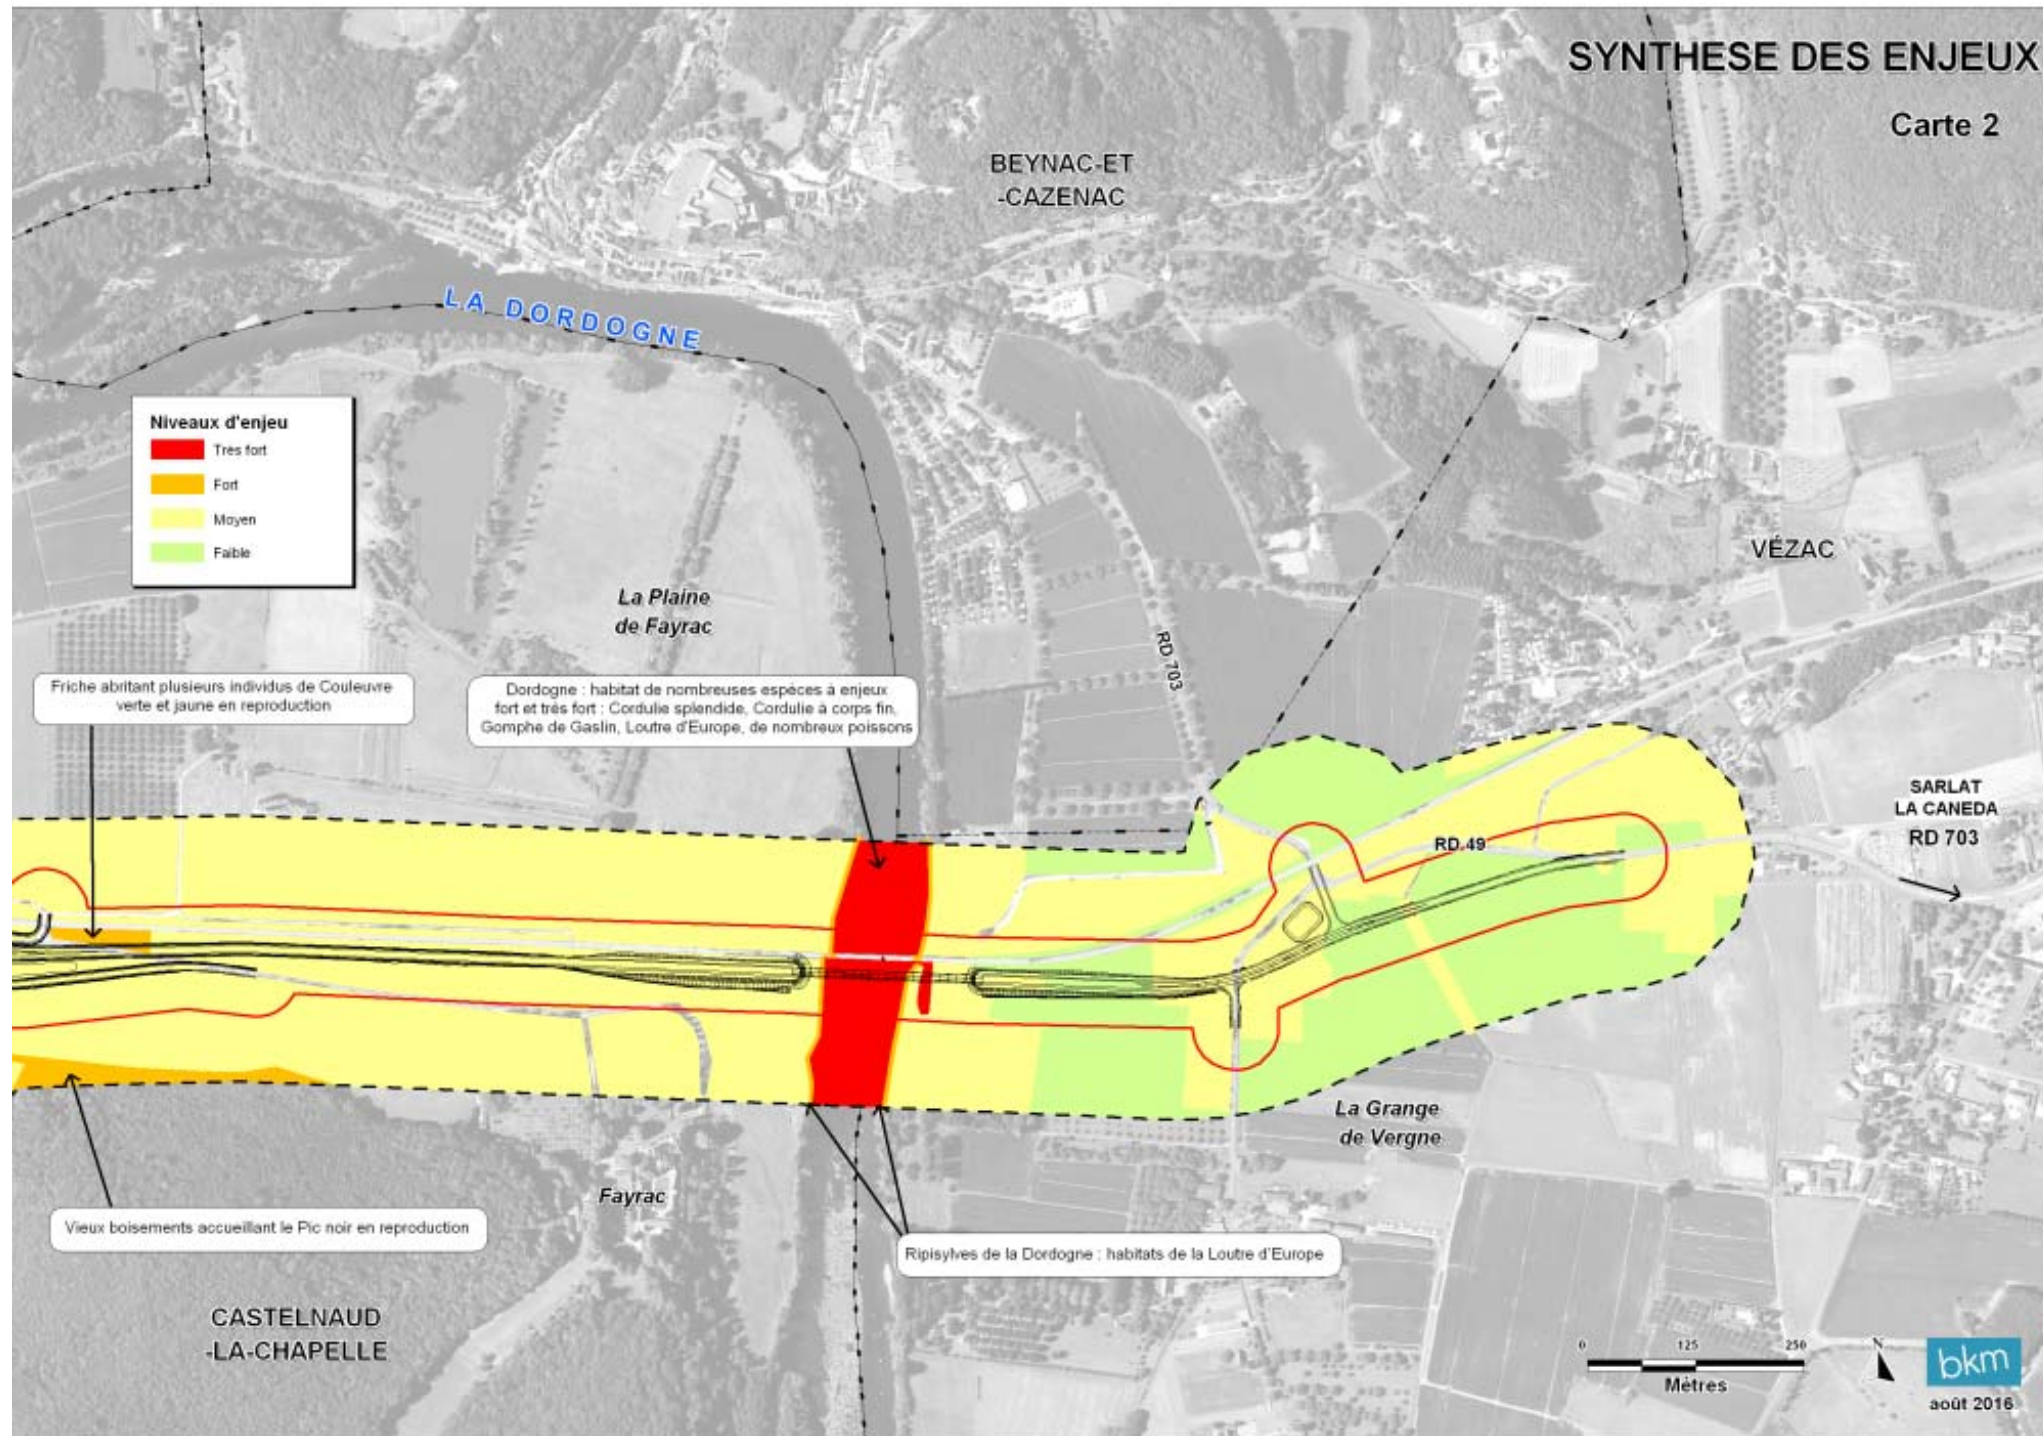 SYNTHESE DES ENJEUX
Carte 2
BEYNAC-ET
-CAZENAC
LA DORDOGNE
Niveaux d'enjeu
Tres fort
Fort
Moyen
Faible
VÉZAC
La Plaine
de Fayrac
RD 703
Friche abritant plusieurs individus de Couleuvre
verte et jaune en reproduction
Dordogne : habitat de nombreuses espèces à enjeux
fort et très fort : Cordulie splendide, Cordulie à corps fin,
Gomphe de Gaslin, Loutre d'Europe, de nombreux poissons
SARLAT
LA CANEDA
RD 703
RD 49
La Grange
de Vergne
Fayrac
Vieux boisements accueillant le Pic noir en reproduction
Ripisylves de la Dordogne : habitats de la Loutre d'Europe
CASTELNAUD
-LA-CHAPELLE
0 125 250
Mètres
N
bkm
août 2016